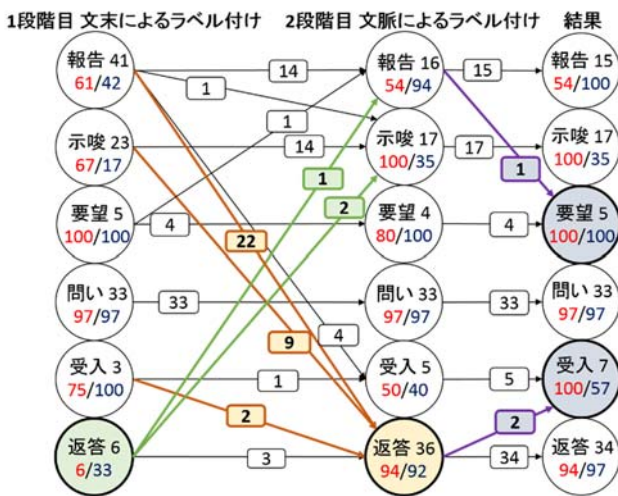 1段階目 文末によるラベル付け
2段階目 文脈によるラベル付け
結果
報告 41
61/42
14
報告 16
54/94
15
報告 15
54/100
1
1
示唆 23
67/17
14
示唆 17
100/35
17
示唆 17
100/35
1
2
1
要望 5
100/100
4
要望 4
80/100
4
要望 5
100/100
22
問い 33
97/97
33
問い 33
97/97
33
問い 33
97/97
9
4
受入 3
75/100
1
受入 5
50/40
5
受入 7
100/57
2
2
返答 6
6/33
3
返答 36
94/92
34
返答 34
94/97